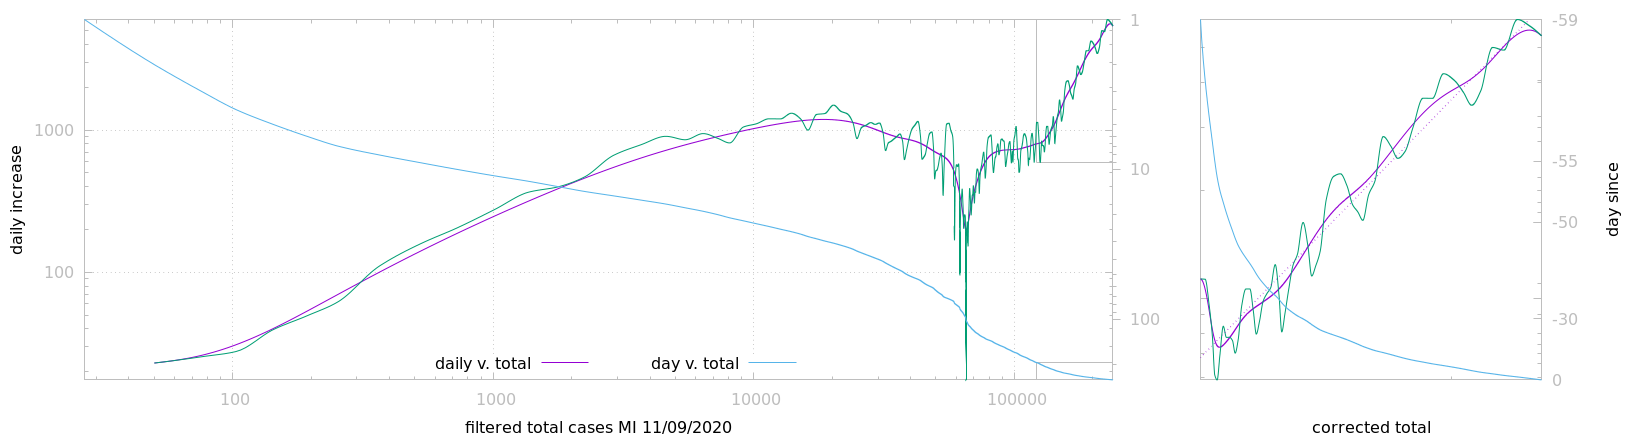 1000
100
daily increase
100
1000
10000
100000
filtered total cases MI 11/09/2020
daily v. total
day v. total
1
10
100
-59
-55
-50
-30
0
day since
corrected total